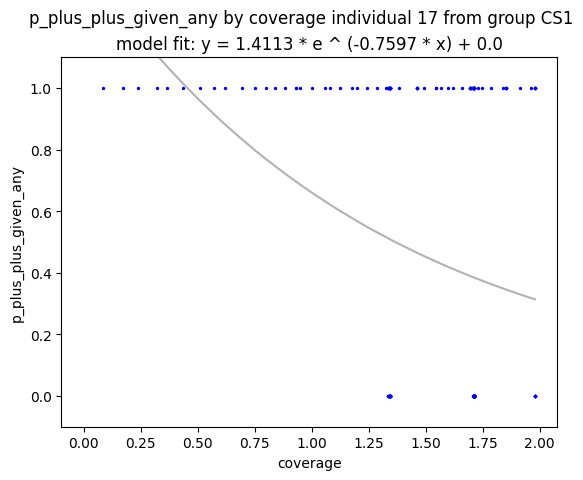 p_plus_plus_given_any by coverage individual 17 from group CS1
model fit: y = 1.4113 * e ^ (-0.7597 * x) + 0.0
p_plus_plus_given_any
1.0
0.8
0.6
0.4
0.2
0.0
0.00 0.25 0.50 0.75 1.00 1.25 1.50 1.75 2.00
coverage